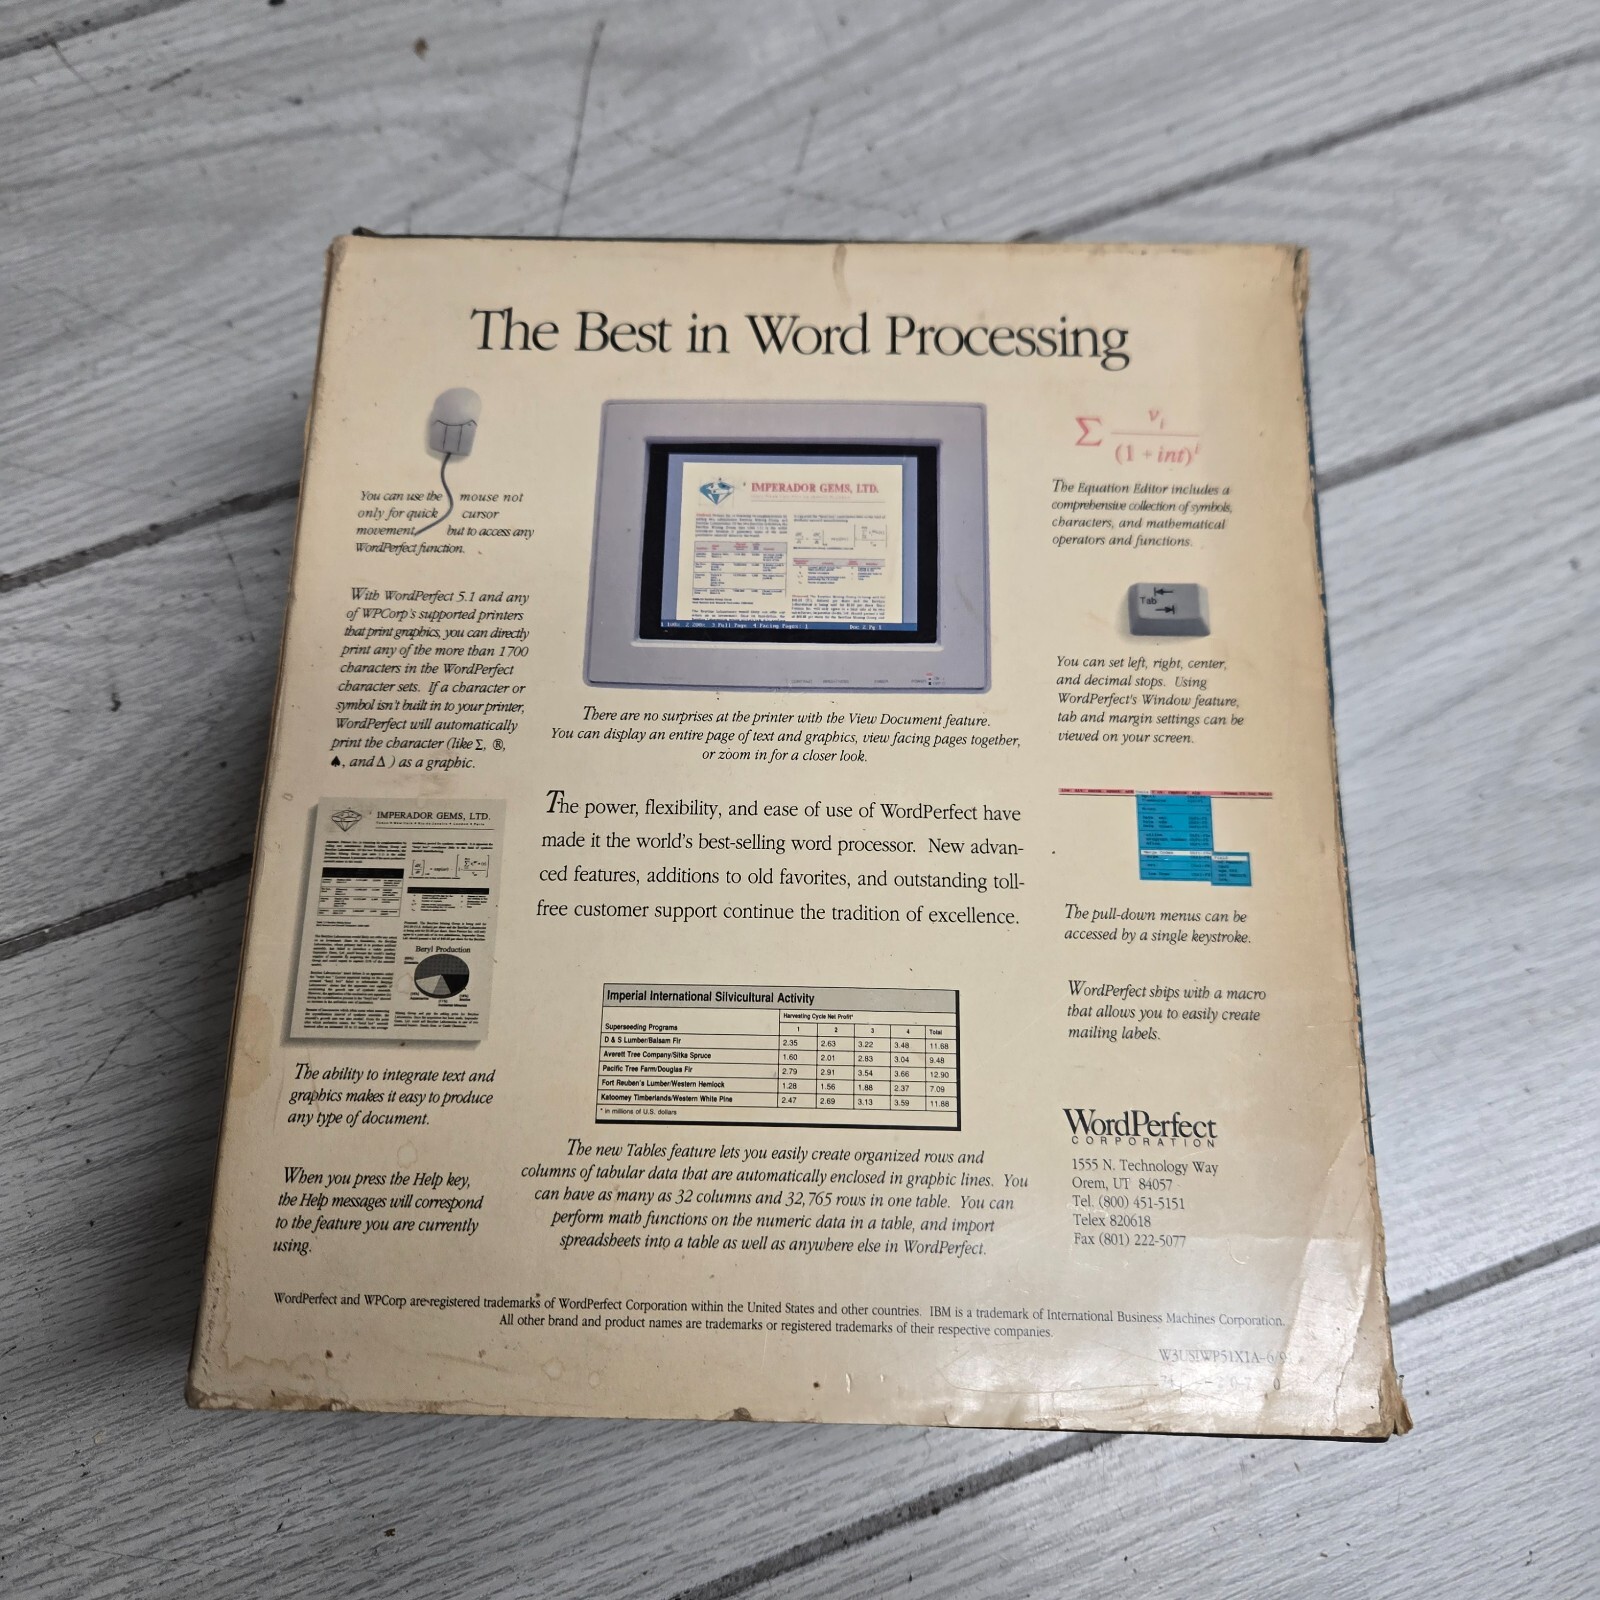 The Best in Word Processing
You can use the mouse not
only for quick cursor
movement, but to access any
WordPerfect function.
With WordPerfect 5.1 and any
of WPCorp's supported printers
that print graphics, you can directly
print any of the more than 1700
characters in the WordPerfect
character sets. If a character or
symbol isn't built in to your printer,
WordPerfect will automatically
print the character (like Σ, ®,
♠, and Δ ) as a graphic.
IMPERADOR GEMS, LTD.
Beryl Production
The ability to integrate text and
graphics makes it easy to produce
any type of document.
When you press the Help key,
the Help messages will correspond
to the feature you are currently
using.
IMPERADOR GEMS, LTD.
There are no surprises at the printer with the View Document feature.
You can display an entire page of text and graphics, view facing pages together,
or zoom in for a closer look.
The power, flexibility, and ease of use of WordPerfect have
made it the world's best-selling word processor. New advan-
ced features, additions to old favorites, and outstanding toll-
free customer support continue the tradition of excellence.
Imperial International Silvicultural Activity
Harvesting Cycle Net Profit*
Superseeding Programs 1 2 3 4 Total
D & S Lumber/Balsam Fir 2.35 2.63 3.22 3.48 11.68
Averett Tree Company/Sitka Spruce 1.60 2.01 2.83 3.04 9.48
Pacific Tree Farm/Douglas Fir 2.79 2.91 3.54 3.66 12.90
Fort Reuben's Lumber/Western Hemlock 1.28 1.56 1.88 2.37 7.09
Katoomey Timberlands/Western White Pine 2.47 2.69 3.13 3.59 11.88
* in millions of U.S. dollars
The new Tables feature lets you easily create organized rows and
columns of tabular data that are automatically enclosed in graphic lines. You
can have as many as 32 columns and 32,765 rows in one table. You can
perform math functions on the numeric data in a table, and import
spreadsheets into a table as well as anywhere else in WordPerfect.
Σ vᵢ
(1 + int)ⁱ
The Equation Editor includes a
comprehensive collection of symbols,
characters, and mathematical
operators and functions.
Tab
You can set left, right, center,
and decimal stops. Using
WordPerfect's Window feature,
tab and margin settings can be
viewed on your screen.
The pull-down menus can be
accessed by a single keystroke.
WordPerfect ships with a macro
that allows you to easily create
mailing labels.
WordPerfect
CORPORATION
1555 N. Technology Way
Orem, UT 84057
Tel. (800) 451-5151
Telex 820618
Fax (801) 222-5077
WordPerfect and WPCorp are registered trademarks of WordPerfect Corporation within the United States and other countries. IBM is a trademark of International Business Machines Corporation.
All other brand and product names are trademarks or registered trademarks of their respective companies.